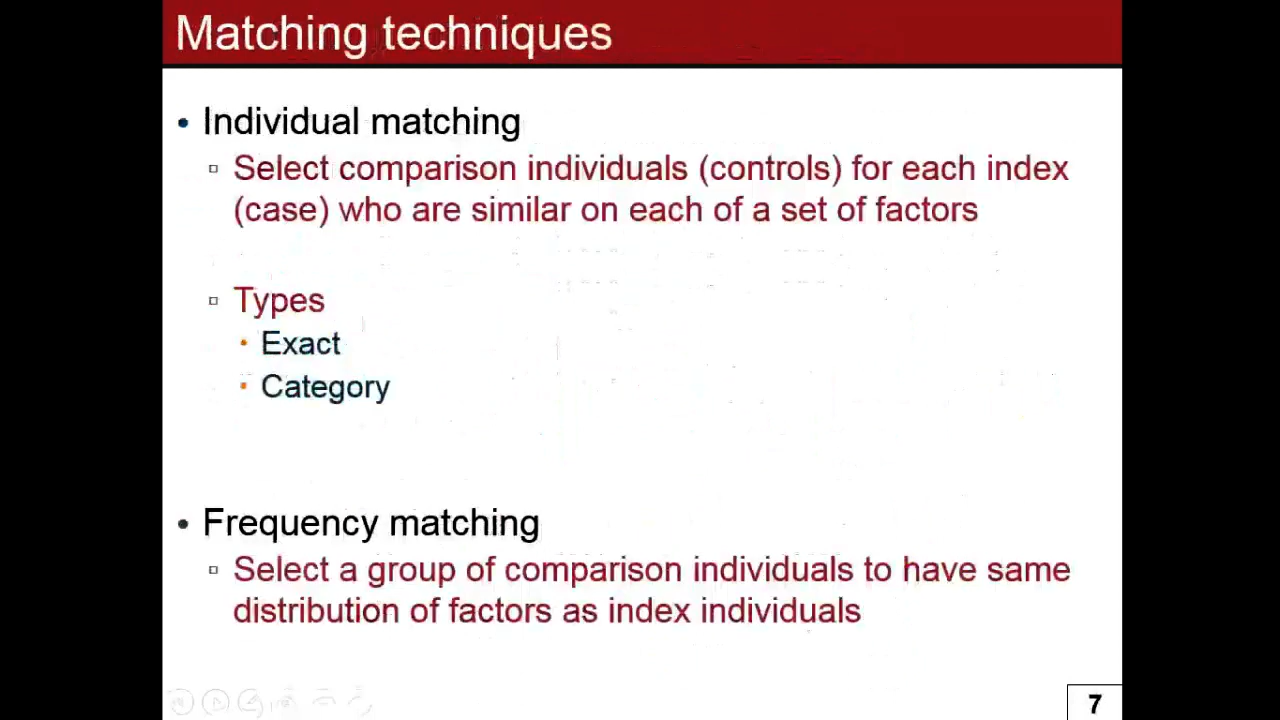 Matching techniques
• Individual matching
▫ Select comparison individuals (controls) for each index
(case) who are similar on each of a set of factors
▫ Types
• Exact
• Category
• Frequency matching
▫ Select a group of comparison individuals to have same
distribution of factors as index individuals
7